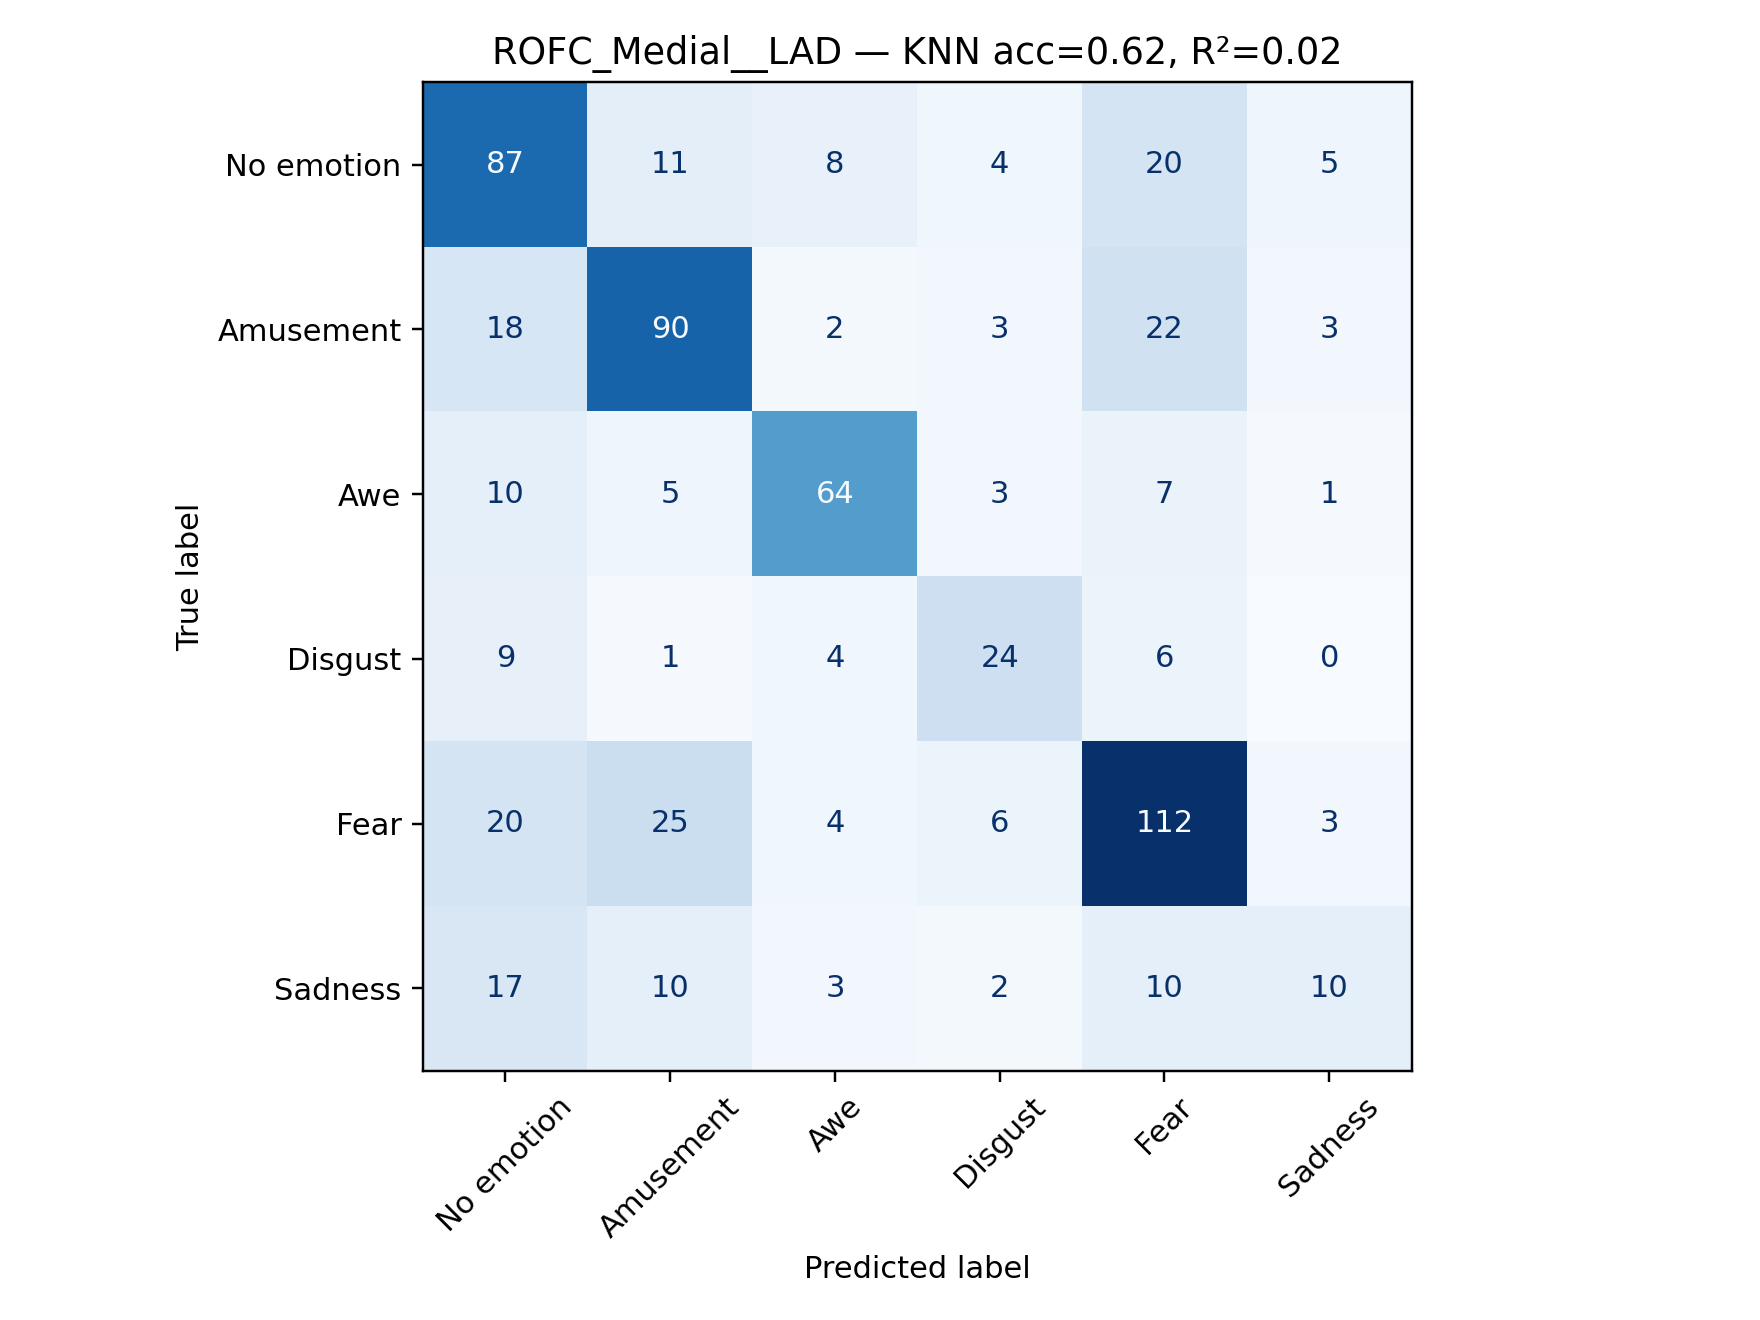 ROFC_Medial__LAD — KNN acc=0.62, R²=0.02
No emotion 87 11 8 4 20 5
Amusement 18 90 2 3 22 3
Awe 10 5 64 3 7 1
Disgust 9 1 4 24 6 0
Fear 20 25 4 6 112 3
Sadness 17 10 3 2 10 10
True label
No emotion Amusement Awe Disgust Fear Sadness
Predicted label